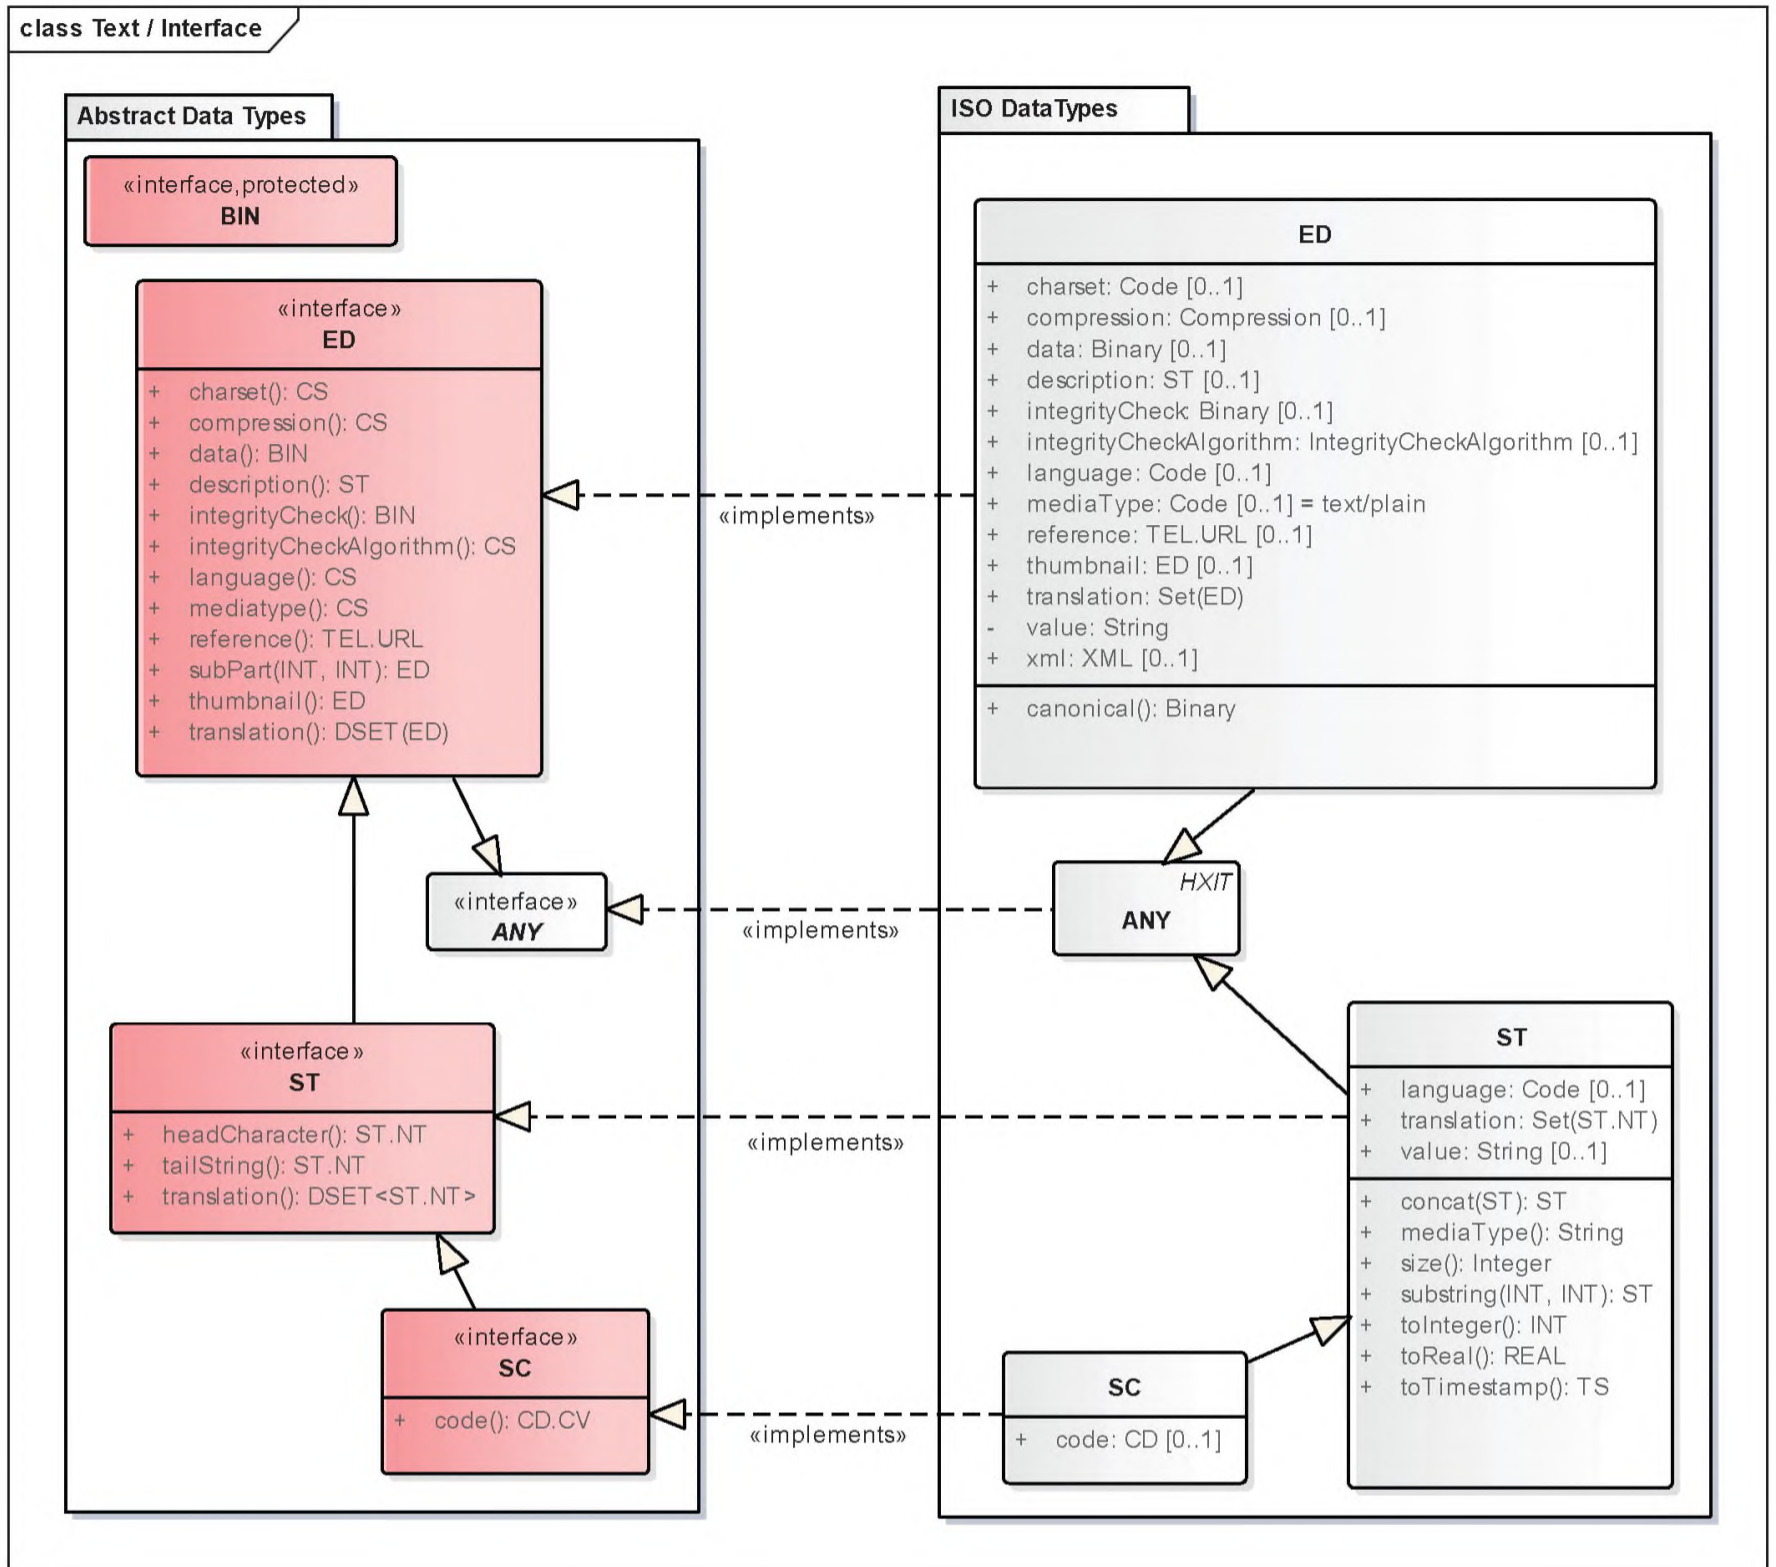 class Text / Interface
Abstract Data Types
«interface,protected»
BIN
«interface»
ED
+ charset(): CS
+ compression(): CS
+ data(): BIN
+ description(): ST
+ integrityCheck(): BIN
+ integrityCheckAlgorithm(): CS
+ language(): CS
+ mediatype(): CS
+ reference(): TEL.URL
+ subPart(INT, INT): ED
+ thumbnail(): ED
+ translation(): DSET(ED)
«interface»
ANY
«interface»
ST
+ headCharacter(): ST.NT
+ tailString(): ST.NT
+ translation(): DSET<ST.NT>
«interface»
SC
+ code(): CD.CV
«implements»
«implements»
«implements»
«implements»
ISO DataTypes
ED
+ charset: Code [0..1]
+ compression: Compression [0..1]
+ data: Binary [0..1]
+ description: ST [0..1]
+ integrityCheck: Binary [0..1]
+ integrityCheckAlgorithm: IntegrityCheckAlgorithm [0..1]
+ language: Code [0..1]
+ mediaType: Code [0..1] = text/plain
+ reference: TEL.URL [0..1]
+ thumbnail: ED [0..1]
+ translation: Set(ED)
- value: String
+ xml: XML [0..1]
+ canonical(): Binary
HXIT
ANY
ST
+ language: Code [0..1]
+ translation: Set(ST.NT)
+ value: String [0..1]
+ concat(ST): ST
+ mediaType(): String
+ size(): Integer
+ substring(INT, INT): ST
+ toInteger(): INT
+ toReal(): REAL
+ toTimestamp(): TS
SC
+ code: CD [0..1]